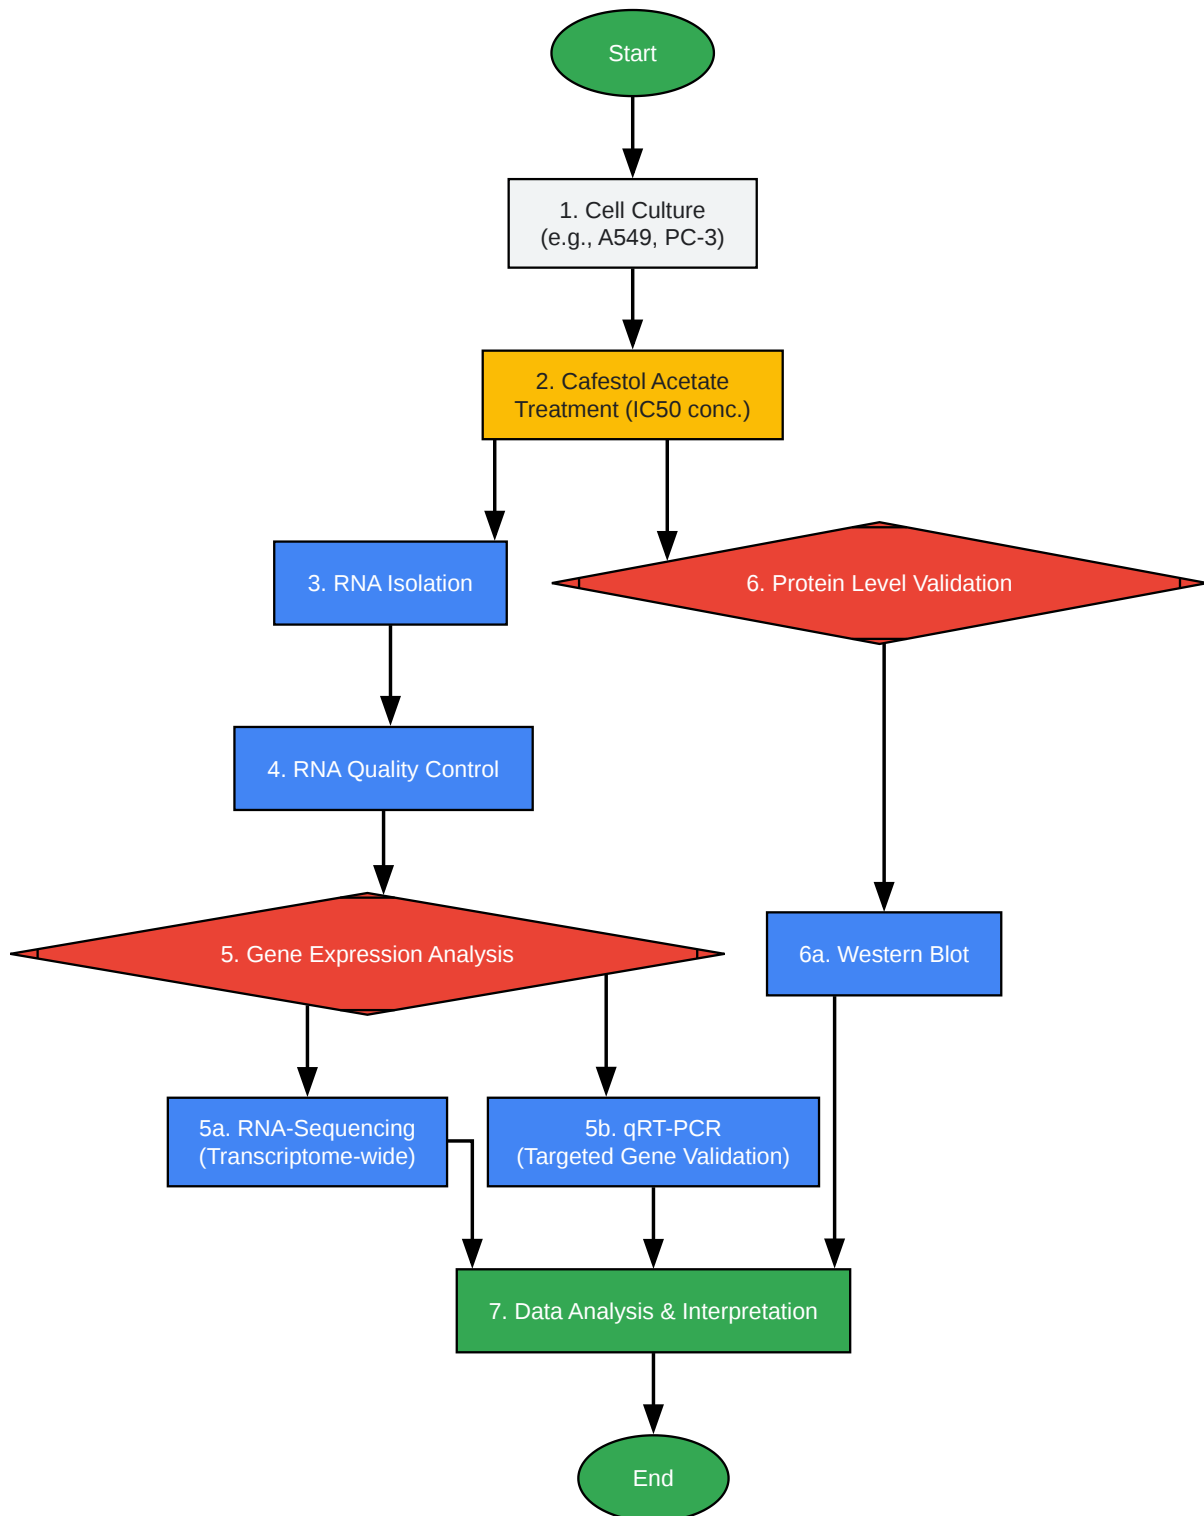 Start
1. Cell Culture
(e.g., A549, PC-3)
2. Cafestol Acetate
Treatment (IC50 conc.)
3. RNA Isolation
6. Protein Level Validation
4. RNA Quality Control
5. Gene Expression Analysis
6a. Western Blot
5a. RNA-Sequencing
(Transcriptome-wide)
5b. qRT-PCR
(Targeted Gene Validation)
7. Data Analysis & Interpretation
End